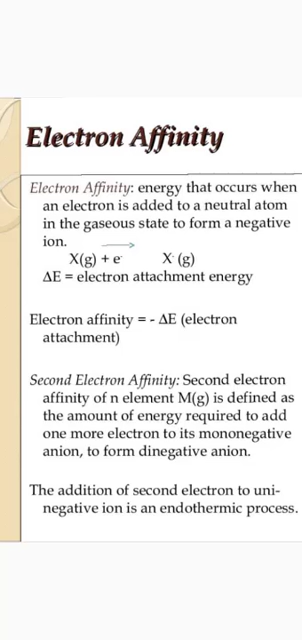 Electron Affinity
Electron Affinity: energy that occurs when
an electron is added to a neutral atom
in the gaseous state to form a negative
ion.
X(g) + e⁻ → X⁻ (g)
ΔE = electron attachment energy
Electron affinity = - ΔE (electron
attachment)
Second Electron Affinity: Second electron
affinity of n element M(g) is defined as
the amount of energy required to add
one more electron to its mononegative
anion, to form dinegative anion.
The addition of second electron to uni-
negative ion is an endothermic process.